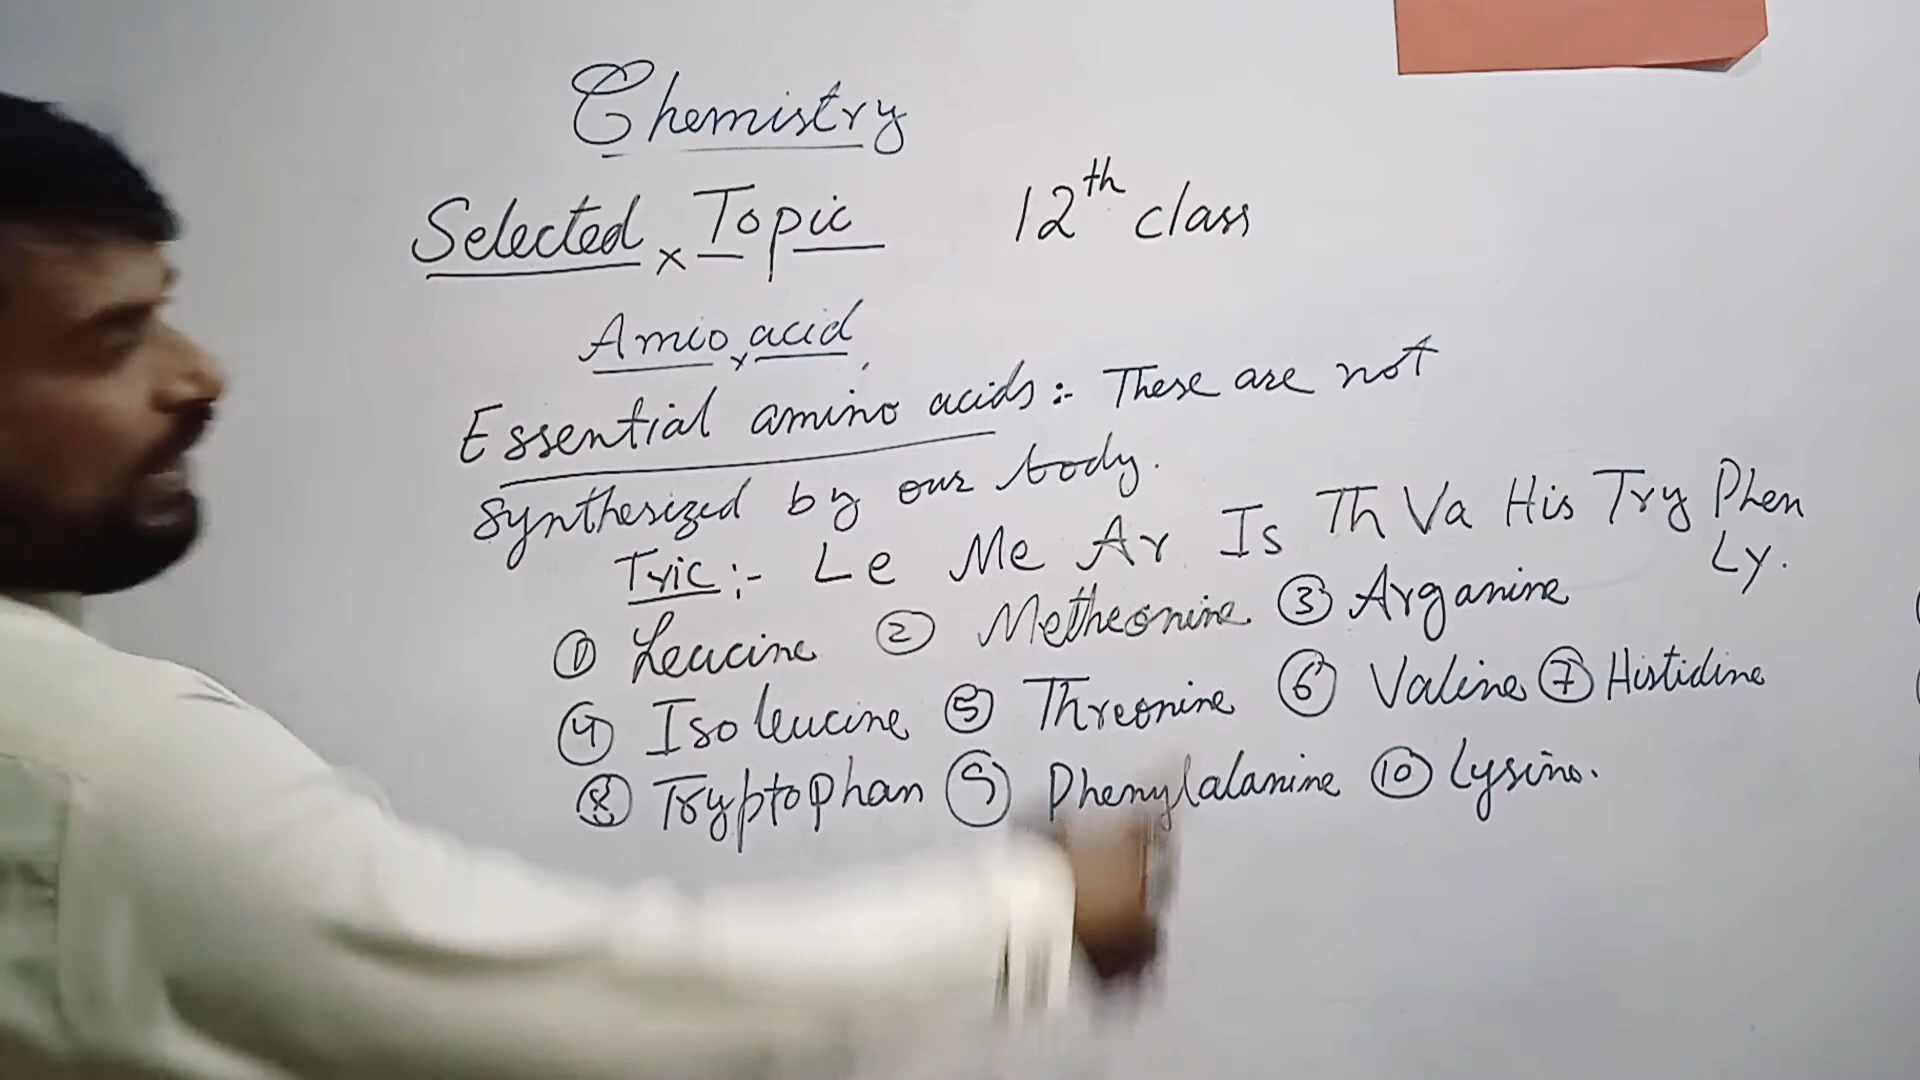 Chemistry
Selected Topic 12th class
Amio acid
Essential amino acids:- These are not
synthesized by our body.
Tric:- Le Me Ar Is Th Va His Try Phen
Ly.
① Leucine ② Metheonine ③ Arganine
④ Isoleucine ⑤ Threonine ⑥ Valine ⑦ Histidine
⑧ Tryptophan ⑨ Phenylalanine ⑩ Lysine.